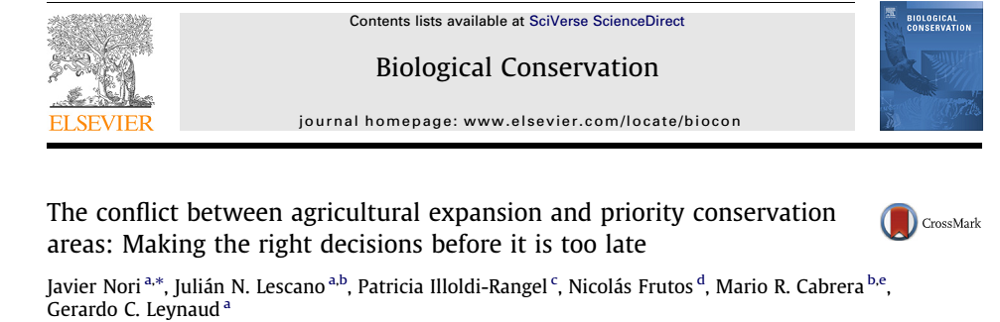 Contents lists available at SciVerse ScienceDirect
Biological Conservation
journal homepage: www.elsevier.com/locate/biocon
ELSEVIER
BIOLOGICAL
CONSERVATION
The conflict between agricultural expansion and priority conservation
areas: Making the right decisions before it is too late
CrossMark
Javier Nori a,*, Julián N. Lescano a,b, Patricia Illoldi-Rangel c, Nicolás Frutos d, Mario R. Cabrera b,e,
Gerardo C. Leynaud a